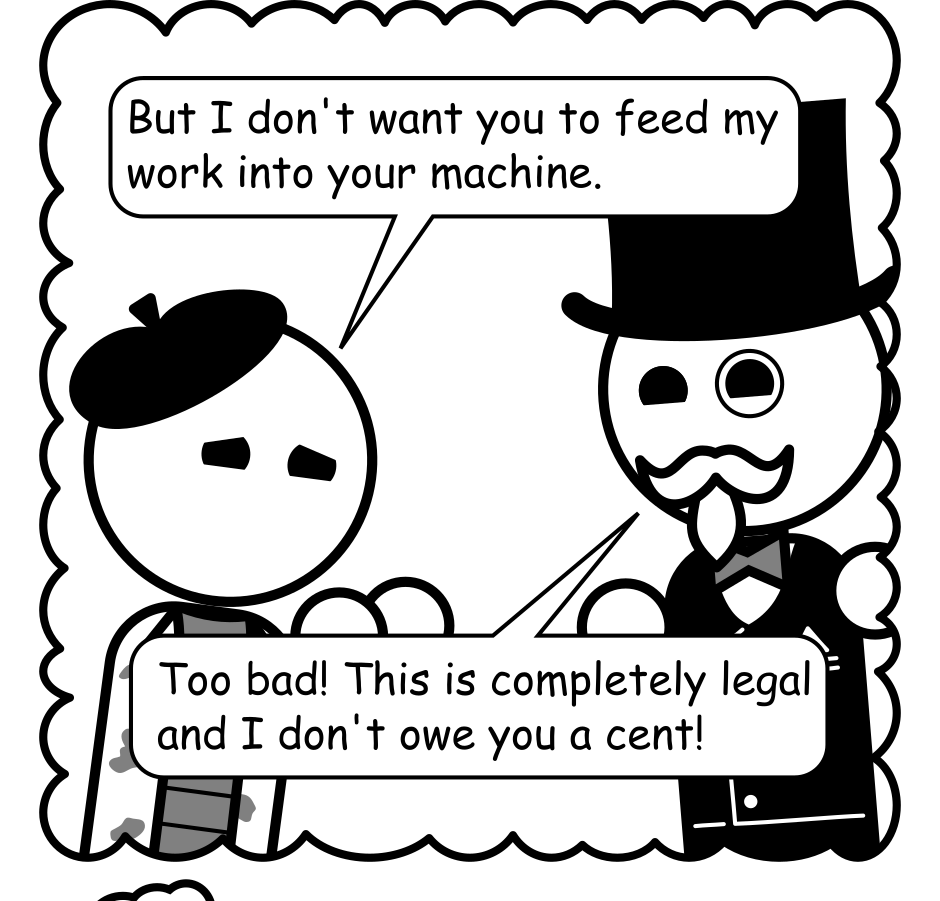 But I don't want you to feed my
work into your machine.
Too bad! This is completely legal
and I don't owe you a cent!